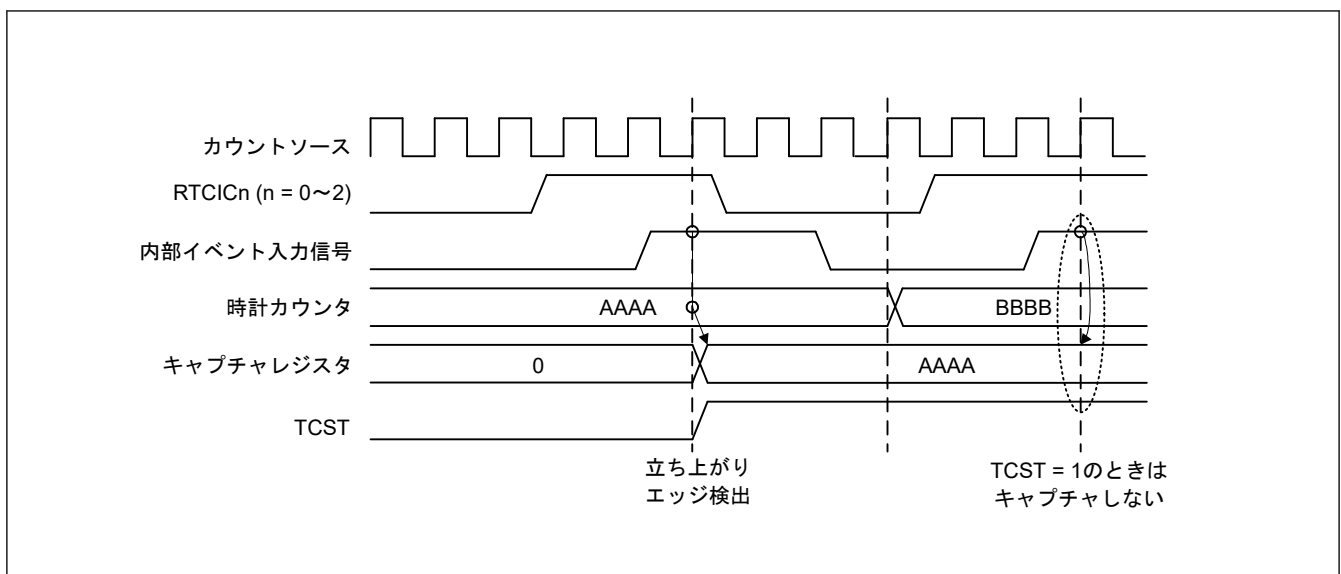 カウントソース
RTCICn (n = 0～2)
内部イベント入力信号
時計カウンタ
AAAA
BBBB
キャプチャレジスタ
0
AAAA
TCST
立ち上がり
エッジ検出
TCST = 1のときは
キャプチャしない